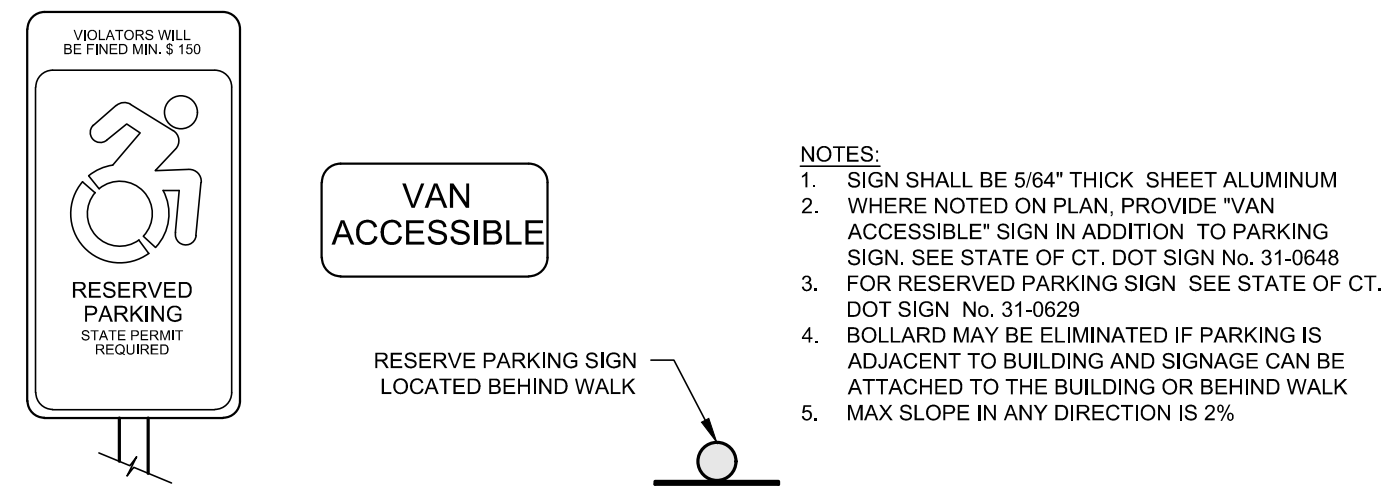 VIOLATORS WILL
BE FINED MIN. $ 150
RESERVED
PARKING
STATE PERMIT
REQUIRED
VAN
ACCESSIBLE
RESERVE PARKING SIGN
LOCATED BEHIND WALK
NOTES:
1. SIGN SHALL BE 5/64" THICK SHEET ALUMINUM
2. WHERE NOTED ON PLAN, PROVIDE "VAN
ACCESSIBLE" SIGN IN ADDITION TO PARKING
SIGN. SEE STATE OF CT. DOT SIGN No. 31-0648
3. FOR RESERVED PARKING SIGN SEE STATE OF CT.
DOT SIGN No. 31-0629
4. BOLLARD MAY BE ELIMINATED IF PARKING IS
ADJACENT TO BUILDING AND SIGNAGE CAN BE
ATTACHED TO THE BUILDING OR BEHIND WALK
5. MAX SLOPE IN ANY DIRECTION IS 2%